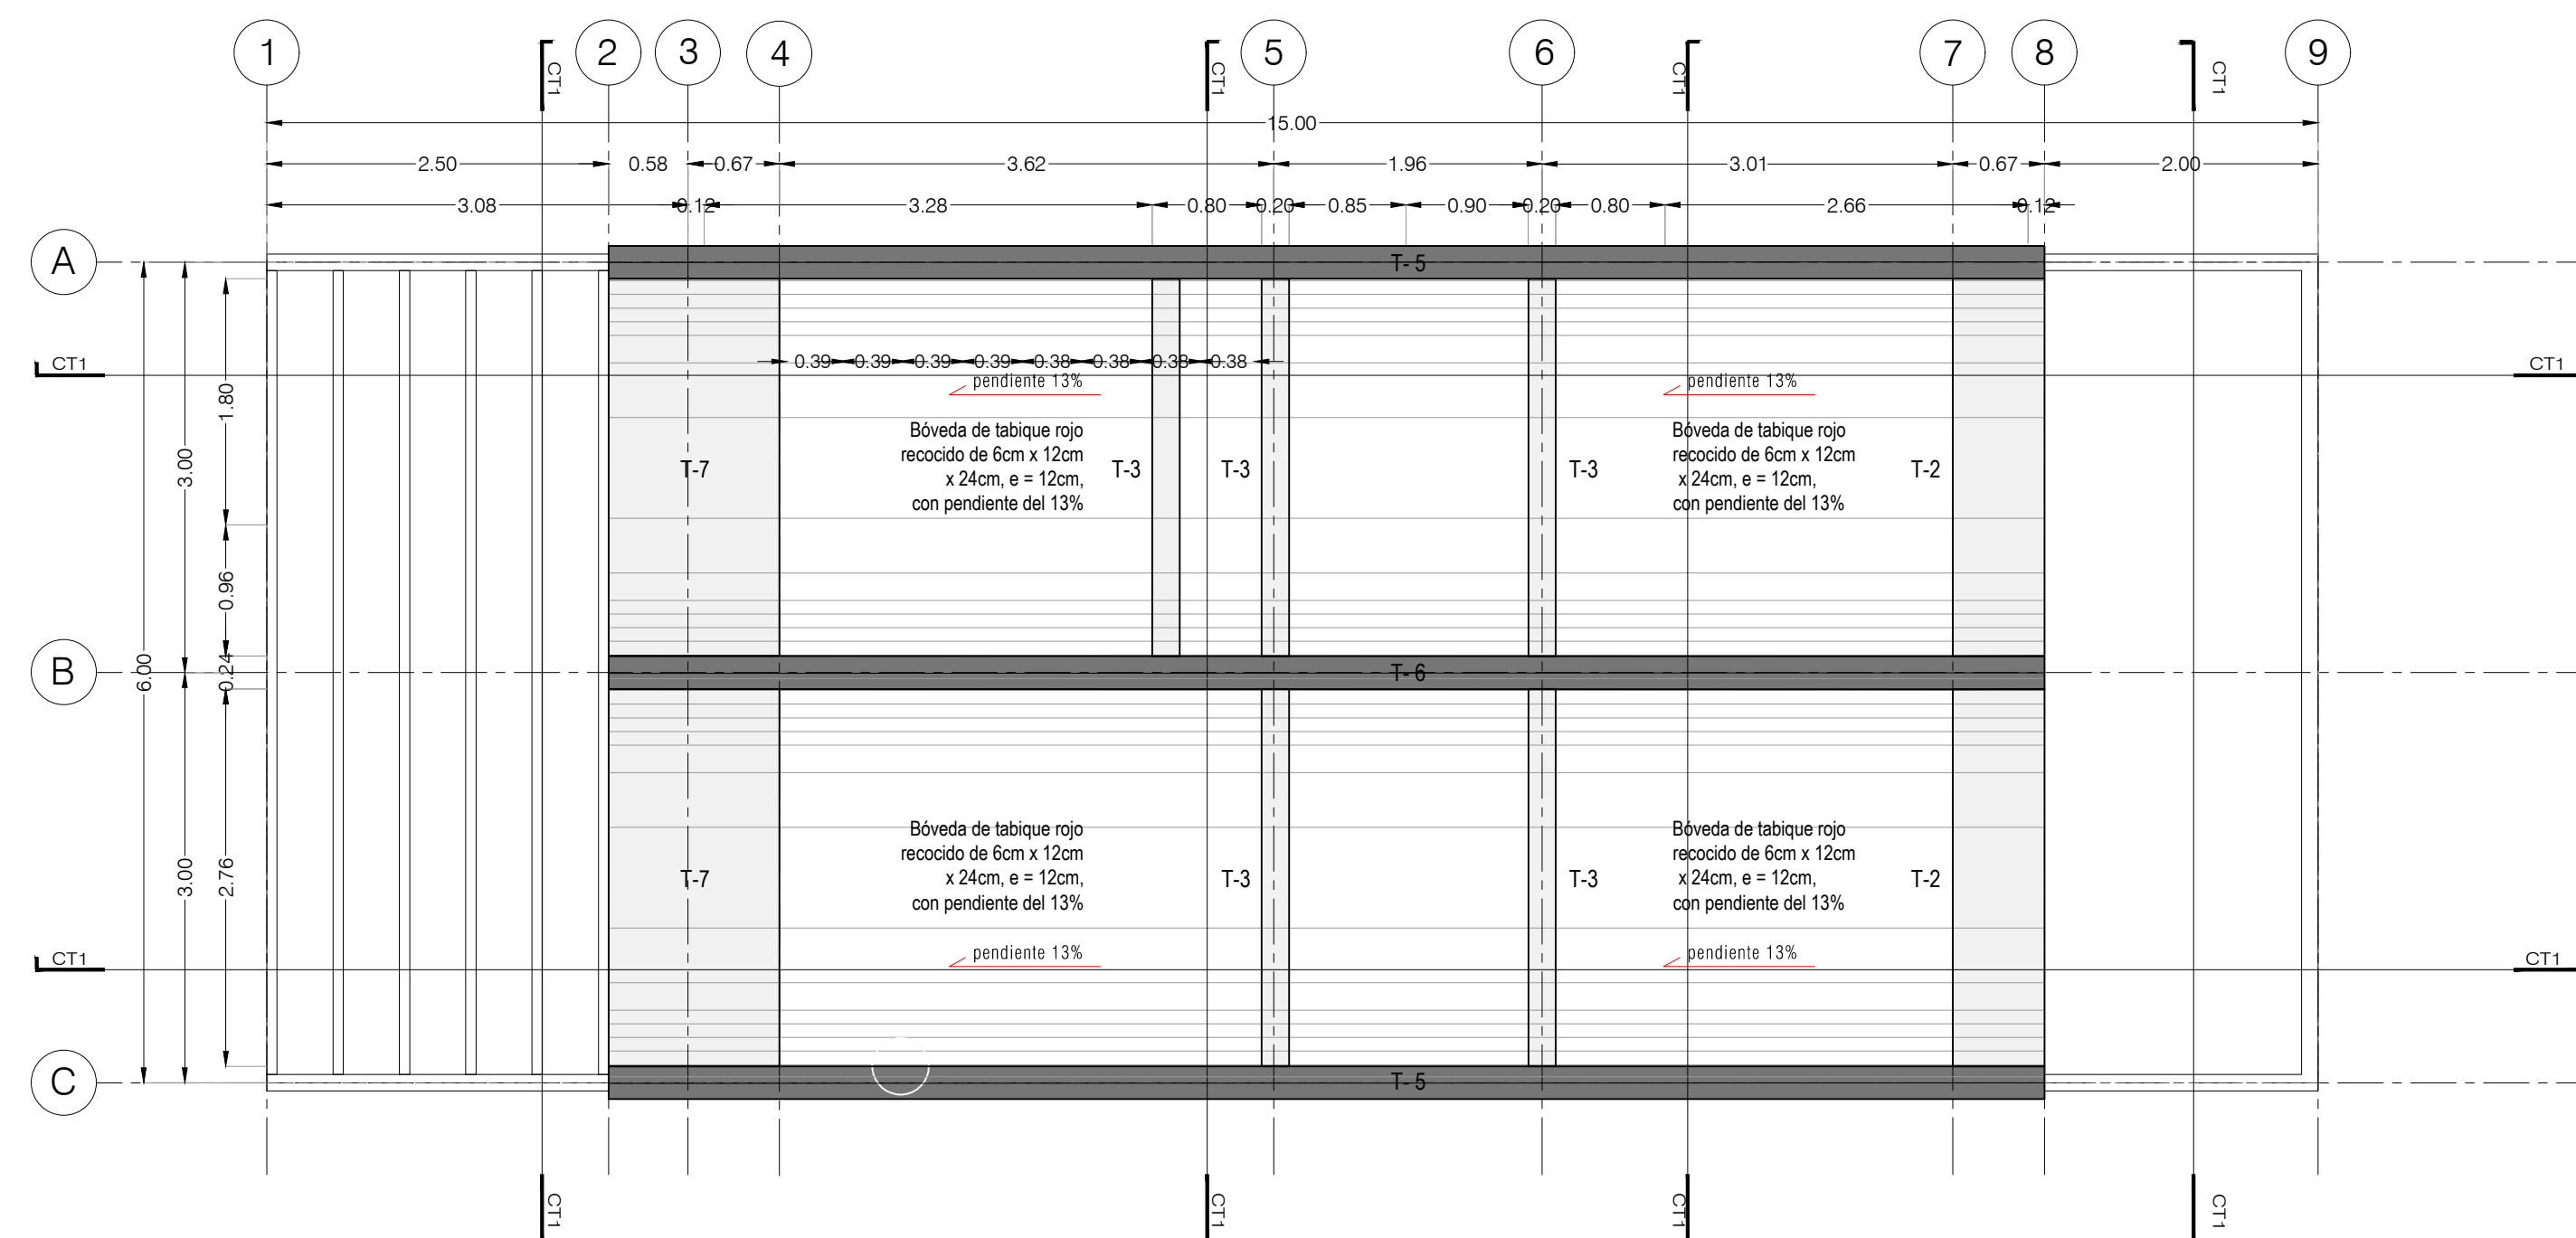 1
2
3
4
5
6
7
8
9
CT1
CT1
CT1
CT1
15.00
2.50
0.58
0.67
3.62
1.96
3.01
0.67
2.00
3.08
0.12
3.28
0.80
0.20
0.85
0.90
0.20
0.80
2.66
0.12
A
T- 5
CT1
CT1
0.39
0.39
0.39
0.39
0.38
0.38
0.38
0.38
pendiente 13%
pendiente 13%
1.80
3.00
Bóveda de tabique rojo
recocido de 6cm x 12cm
x 24cm, e = 12cm,
con pendiente del 13%
Bóveda de tabique rojo
recocido de 6cm x 12cm
x 24cm, e = 12cm,
con pendiente del 13%
T-7
T-3
T-3
T-3
T-2
0.96
B
6.00
0.24
T- 6
3.00
2.76
Bóveda de tabique rojo
recocido de 6cm x 12cm
x 24cm, e = 12cm,
con pendiente del 13%
Bóveda de tabique rojo
recocido de 6cm x 12cm
x 24cm, e = 12cm,
con pendiente del 13%
T-7
T-3
T-3
T-2
pendiente 13%
pendiente 13%
CT1
CT1
C
T- 5
CT1
CT1
CT1
CT1